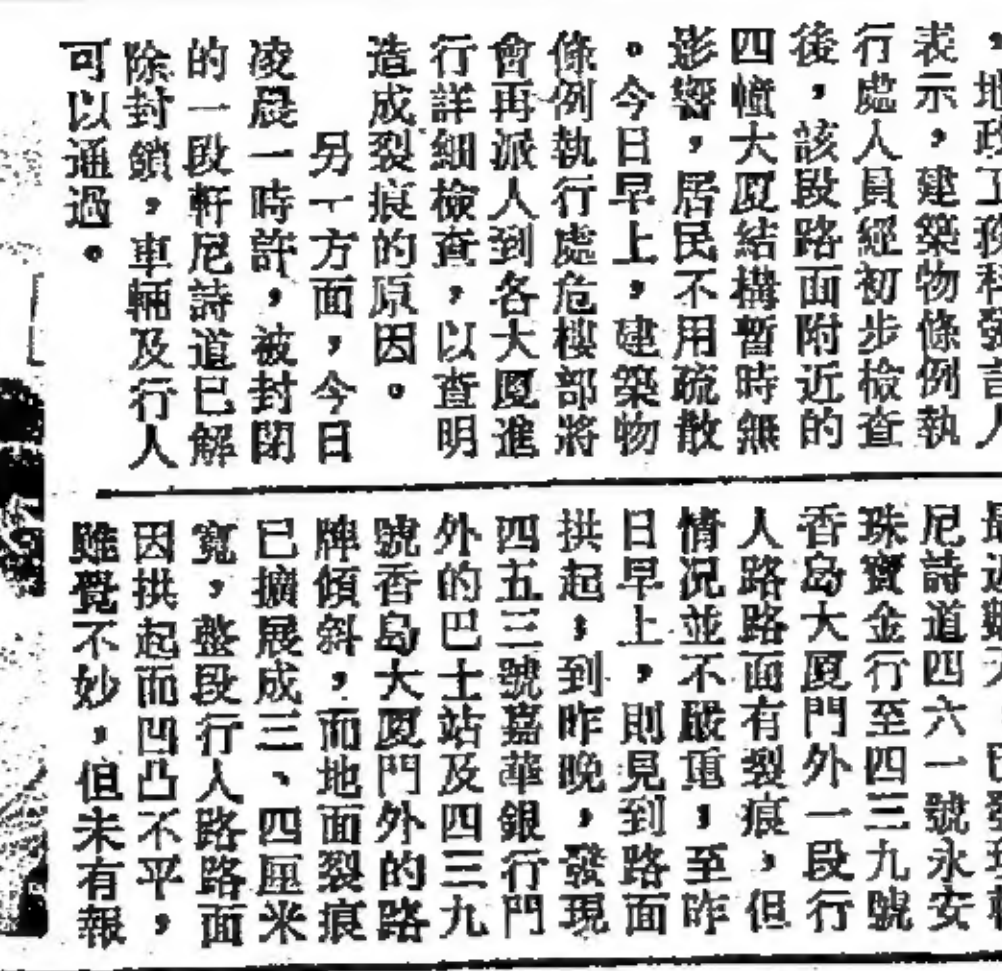 ，地政工務科發言人
表示，建築物條例執
行處人員經初步檢查
後，該段路面附近的
四幢大厦結構暫時無
影響，居民不用疏散
。今日早上，建築物
條例執行處危樓部將
會再派人到各大厦進
行詳細檢查，以查明
造成裂痕的原因。
另一方面，今日
凌晨一時許，被封閉
的一段軒尼詩道已解
除封鎖，車輛及行人
可以通過。
尼詩道四六一號永安
珠寶金行至四三九號
香島大厦門外一段行
人路路面有裂痕，但
情况並不嚴重，至昨
日早上，則見到路面
拱起，到昨晚，發現
四五三號嘉華銀行門
外的巴士站及四三九
號香島大厦門外的路
牌傾斜，而地面裂痕
已擴展成三、四厘米
寬，整段行人路路面
因拱起而凹凸不平，
雖覺不妙，但未有報